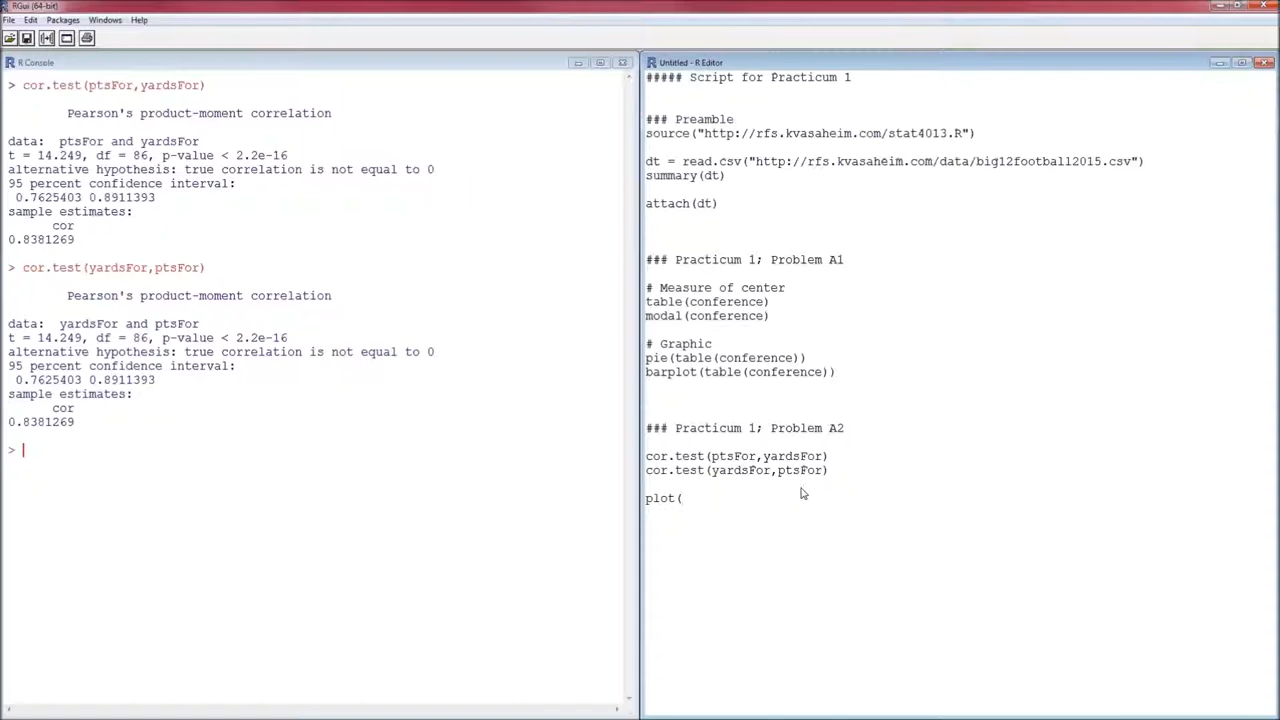 RGui (64-bit)
File Edit Packages Windows Help
R Console
> cor.test(ptsFor,yardsFor)
Pearson's product-moment correlation
data: ptsFor and yardsFor
t = 14.249, df = 86, p-value < 2.2e-16
alternative hypothesis: true correlation is not equal to 0
95 percent confidence interval:
0.7625403 0.8911393
sample estimates:
cor
0.8381269
> cor.test(yardsFor,ptsFor)
Pearson's product-moment correlation
data: yardsFor and ptsFor
t = 14.249, df = 86, p-value < 2.2e-16
alternative hypothesis: true correlation is not equal to 0
95 percent confidence interval:
0.7625403 0.8911393
sample estimates:
cor
0.8381269
>
Untitled - R Editor
##### Script for Practicum 1
### Preamble
source("http://rfs.kvasaheim.com/stat4013.R")
dt = read.csv("http://rfs.kvasaheim.com/data/big12football2015.csv")
summary(dt)
attach(dt)
### Practicum 1; Problem A1
# Measure of center
table(conference)
modal(conference)
# Graphic
pie(table(conference))
barplot(table(conference))
### Practicum 1; Problem A2
cor.test(ptsFor,yardsFor)
cor.test(yardsFor,ptsFor)
plot(